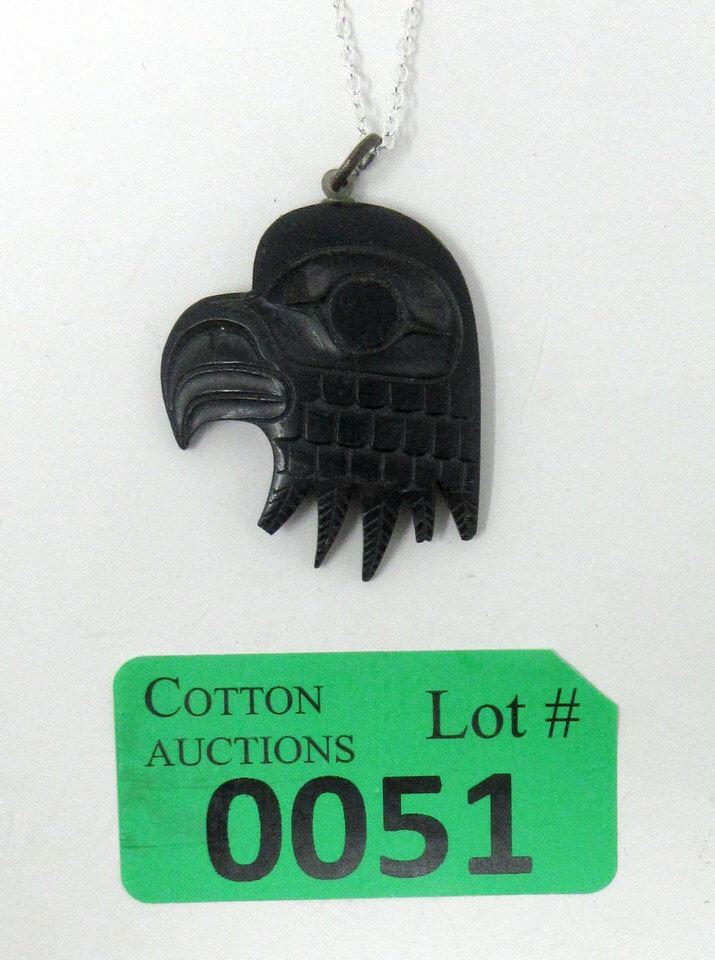 COTTON
AUCTIONS
Lot #
0051